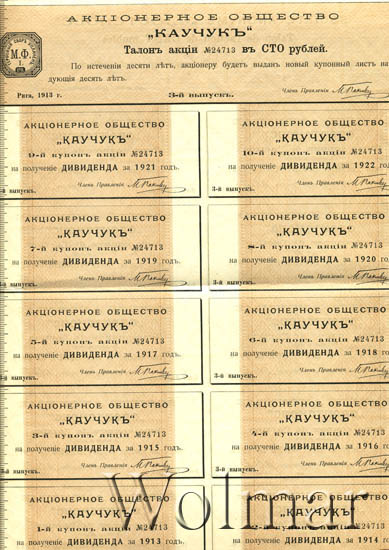 АКЦІОНЕРНОЕ ОБЩЕСТВО
„КАУЧУКЪ”
Талонъ акціи №24713 въ СТО рублей.
По истеченіи десяти лѣтъ, акціонеру будетъ выданъ новый купонный листъ на
дующія десять лѣтъ.
Рига, 1913 г.
3-й выпускъ.
Членъ Правленія
М.Ф.
1.
АКЦІОНЕРНОЕ ОБЩЕСТВО
„КАУЧУКЪ”
9-й купонъ акціи №24713
на полученіе ДИВИДЕНДА за 1921 годъ.
Членъ Правленія
3-й выпускъ.
АКЦІОНЕРНОЕ ОБЩЕСТВО
„КАУЧУКЪ”
10-й купонъ акціи №24713
на полученіе ДИВИДЕНДА за 1922 годъ.
Членъ Правленія
3-й выпускъ.
АКЦІОНЕРНОЕ ОБЩЕСТВО
„КАУЧУКЪ”
7-й купонъ акціи №24713
на полученіе ДИВИДЕНДА за 1919 годъ.
Членъ Правленія
3-й выпускъ.
АКЦІОНЕРНОЕ ОБЩЕСТВО
„КАУЧУКЪ”
8-й купонъ акціи №24713
на полученіе ДИВИДЕНДА за 1920 годъ.
Членъ Правленія
3-й выпускъ.
АКЦІОНЕРНОЕ ОБЩЕСТВО
„КАУЧУКЪ”
5-й купонъ акціи №24713
на полученіе ДИВИДЕНДА за 1917 годъ.
Членъ Правленія
3-й выпускъ.
АКЦІОНЕРНОЕ ОБЩЕСТВО
„КАУЧУКЪ”
6-й купонъ акціи №24713
на полученіе ДИВИДЕНДА за 1918 годъ.
Членъ Правленія
3-й выпускъ.
АКЦІОНЕРНОЕ ОБЩЕСТВО
„КАУЧУКЪ”
3-й купонъ акціи №24713
на полученіе ДИВИДЕНДА за 1915 годъ.
Членъ Правленія
3-й выпускъ.
АКЦІОНЕРНОЕ ОБЩЕСТВО
„КАУЧУКЪ”
4-й купонъ акціи №24713
на полученіе ДИВИДЕНДА за 1916 годъ.
Членъ Правленія
3-й выпускъ.
АКЦІОНЕРНОЕ ОБЩЕСТВО
„КАУЧУКЪ”
1-й купонъ акціи №24713
на полученіе ДИВИДЕНДА за 1913 годъ.
АКЦІОНЕРНОЕ ОБЩЕСТВО
„КАУЧУКЪ”
2-й купонъ акціи №24713
на полученіе ДИВИДЕНДА за 1914 годъ.
Wolmar